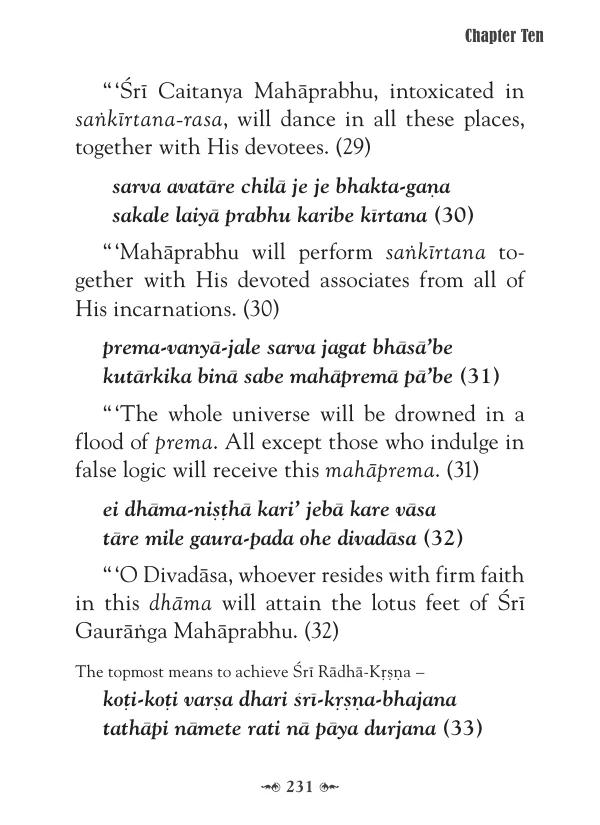 Chapter Ten
“ ‘Śrī Caitanya Mahāprabhu, intoxicated in
saṅkīrtana-rasa, will dance in all these places,
together with His devotees. (29)
sarva avatāre chilā je je bhakta-gaṇa
sakale laiyā prabhu karibe kīrtana (30)
“ ‘Mahāprabhu will perform saṅkīrtana to-
gether with His devoted associates from all of
His incarnations. (30)
prema-vanyā-jale sarva jagat bhāsā’be
kutārkika binā sabe mahāpremā pā’be (31)
“ ‘The whole universe will be drowned in a
flood of prema. All except those who indulge in
false logic will receive this mahāprema. (31)
ei dhāma-niṣṭhā kari’ jebā kare vāsa
tāre mile gaura-pada ohe divadāsa (32)
“ ‘O Divadāsa, whoever resides with firm faith
in this dhāma will attain the lotus feet of Śrī
Gaurāṅga Mahāprabhu. (32)
The topmost means to achieve Śrī Rādhā-Kṛṣṇa –
koṭi-koṭi varṣa dhari śrī-kṛṣṇa-bhajana
tathāpi nāmete rati nā pāya durjana (33)
231